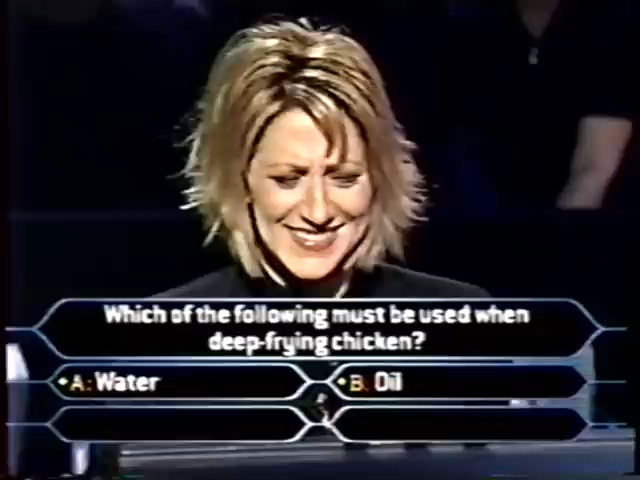 Which of the following must be used when
deep-frying chicken?
A: Water
B: Oil